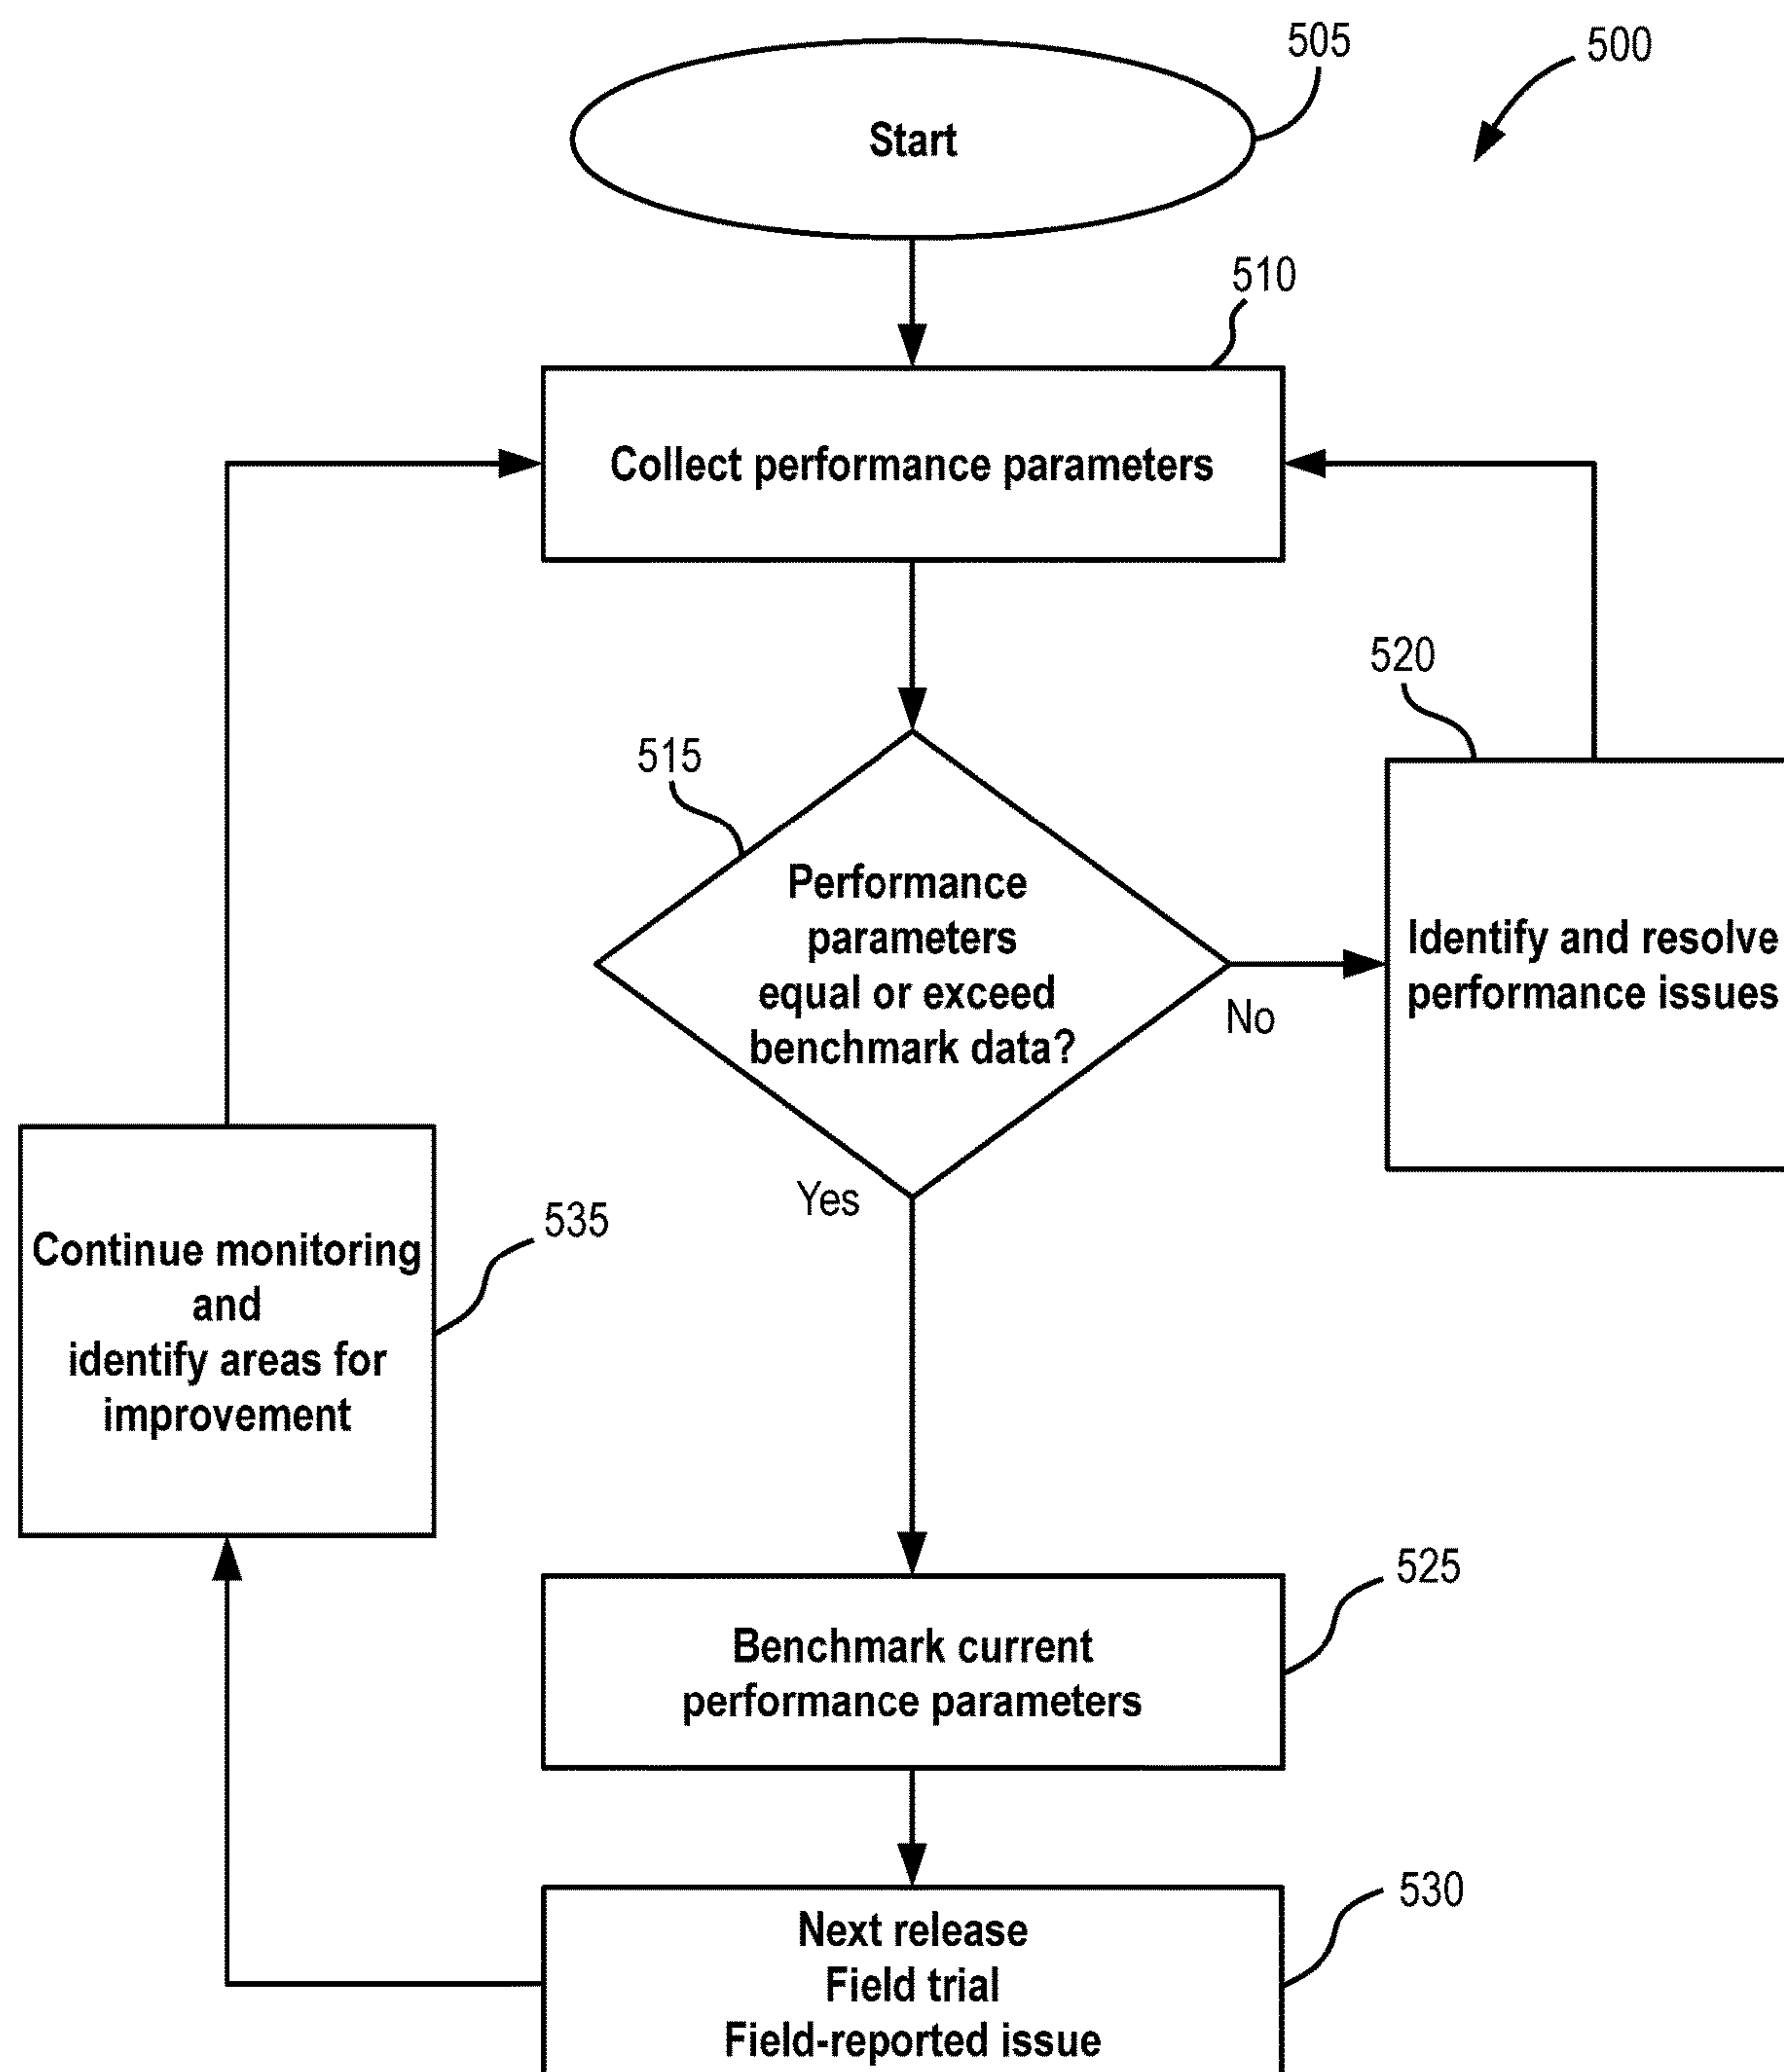 505
500
Start
510
Collect performance parameters
520
515
Performance
parameters
equal or exceed
benchmark data?
No
Identify and resolve
performance issues
Yes
535
Continue monitoring
and
identify areas for
improvement
525
Benchmark current
performance parameters
530
Next release
Field trial
Field-reported issue